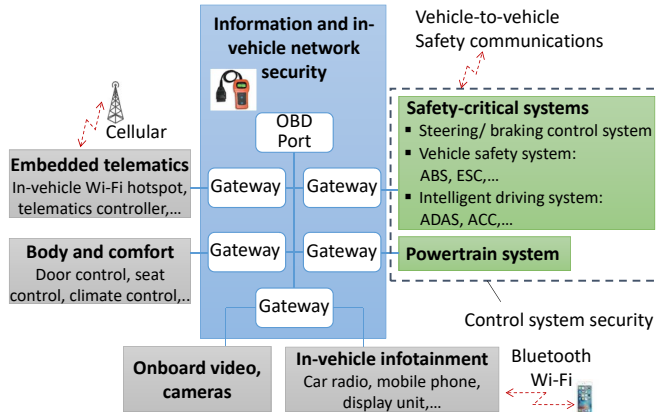 Information and in-
vehicle network
security
Vehicle-to-vehicle
Safety communications
Cellular
OBD
Port
Safety-critical systems
▪ Steering/ braking control system
▪ Vehicle safety system:
ABS, ESC,...
▪ Intelligent driving system:
ADAS, ACC,...
Embedded telematics
In-vehicle Wi-Fi hotspot,
telematics controller,...
Gateway
Gateway
Body and comfort
Door control, seat
control, climate control,..
Gateway
Gateway
Powertrain system
Gateway
Control system security
Onboard video,
cameras
In-vehicle infotainment
Car radio, mobile phone,
display unit,...
Bluetooth
Wi-Fi